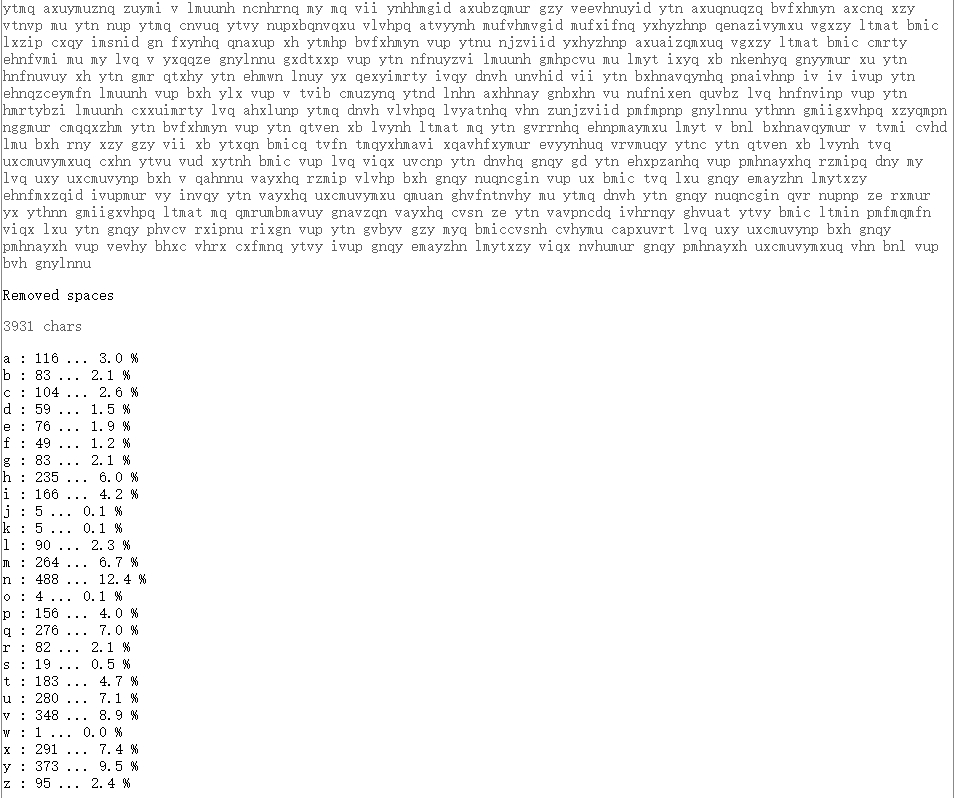 ytmq axuymuznq zuymi v lmuunh ncnhrnq my mq vii ynhhmgid axubzqmur gzy veevhnuyid ytn axuqnuqzq bvfxhmyn axcnq xzy
vtnvp mu ytn nup ytmq cnvuq ytvy nupxbqnvqxu vlvhpq atvyynh mufvhmvgid mufxifnq yxhyzhnp qenazivymxu vgxzy ltmat bmic
lxzip cxqy imsnid gn fxynhq qnaxup xh ytmhp bvfxhmyn vup ytnu njzviid yxhyzhnp axuaizqmxuq vgxzy ltmat bmic cmrty
ehnfvmi mu my lvq v yxqqze gnylnnu gxdtxxp vup ytn nfnuyzvi lmuunh gmhpcvu mu lmyt ixyq xb nkenhyq gnyymur xu ytn
hnfnuvuy xh ytn gmr qtxhy ytn ehmwn lnuy yx qexyimrty ivqy dnvh unvhid vii ytn bxhnavqynhq pnaivhnp iv iv ivup ytn
ehnqzceymfn lmuunh vup bxh ylx vup v tvib cmuzynq ytnd lnhn axhhnay gnbxhn vu nufnixen quvbz lvq hnfnvinp vup ytn
hmrtybzi lmuunh cxxuimrty lvq ahxlunp ytmq dnvh vlvhpq lvyatnhq vhn zunjzviid pmfmpnp gnylnnu ythnn gmiigxvhpq xzyqmpn
nggmur cmqqxzhm ytn bvfxhmyn vup ytn qtven xb lvynh ltmat mq ytn gvrrnhq ehnpmaymxu lmyt v bnl bxhnavqymur v tvmi cvhd
lmu bxh rny xzy gzy vii xb ytxqn bmicq tvfn tmqyxhmavi xqavhfxymur evyynhuq vrvmuqy ytnc ytn qtven xb lvynh tvq
uxcmuvymxuq cxhn ytvu vud xytnh bmic vup lvq viqx uvcnp ytn dnvhq gnqy gd ytn ehxpzanhq vup pmhnayxhq rzmipq dny my
lvq uxy uxcmuvynp bxh v qahnnu vayxhq rzmip vlvhp bxh gnqy nuqncgin vup ux bmic tvq lxu gnqy emayzhn lmytxzy
ehnfmxzqid ivupmur vy invqy ytn vayxhq uxcmuvymxu qmuan ghvfntnvhy mu ytmq dnvh ytn gnqy nuqncgin qvr nupnp ze rxmur
yx ythnn gmiigxvhpq ltmat mq qmrumbmavuy gnavzqn vayxhq cvsn ze ytn vavpncdq ivhrnqy ghvuat ytvy bmic ltmin pmfmqmfn
viqx lxu ytn gnqy phvcv rxipnu rixgn vup ytn gvbyv gzy myq bmiccvsnh cvhymu capxuvrt lvq uxy uxcmuvynp bxh gnqy
pmhnayxh vup vevhy bhxc vhrx cxfmnq ytvy ivup gnqy emayzhn lmytxzy viqx nvhumur gnqy pmhnayxh uxcmuvymxuq vhn bnl vup
bvh gnylnnu
Removed spaces
3931 chars
a : 116 ... 3.0 %
b : 83 ... 2.1 %
c : 104 ... 2.6 %
d : 59 ... 1.5 %
e : 76 ... 1.9 %
f : 49 ... 1.2 %
g : 83 ... 2.1 %
h : 235 ... 6.0 %
i : 166 ... 4.2 %
j : 5 ... 0.1 %
k : 5 ... 0.1 %
l : 90 ... 2.3 %
m : 264 ... 6.7 %
n : 488 ... 12.4 %
o : 4 ... 0.1 %
p : 156 ... 4.0 %
q : 276 ... 7.0 %
r : 82 ... 2.1 %
s : 19 ... 0.5 %
t : 183 ... 4.7 %
u : 280 ... 7.1 %
v : 348 ... 8.9 %
w : 1 ... 0.0 %
x : 291 ... 7.4 %
y : 373 ... 9.5 %
z : 95 ... 2.4 %